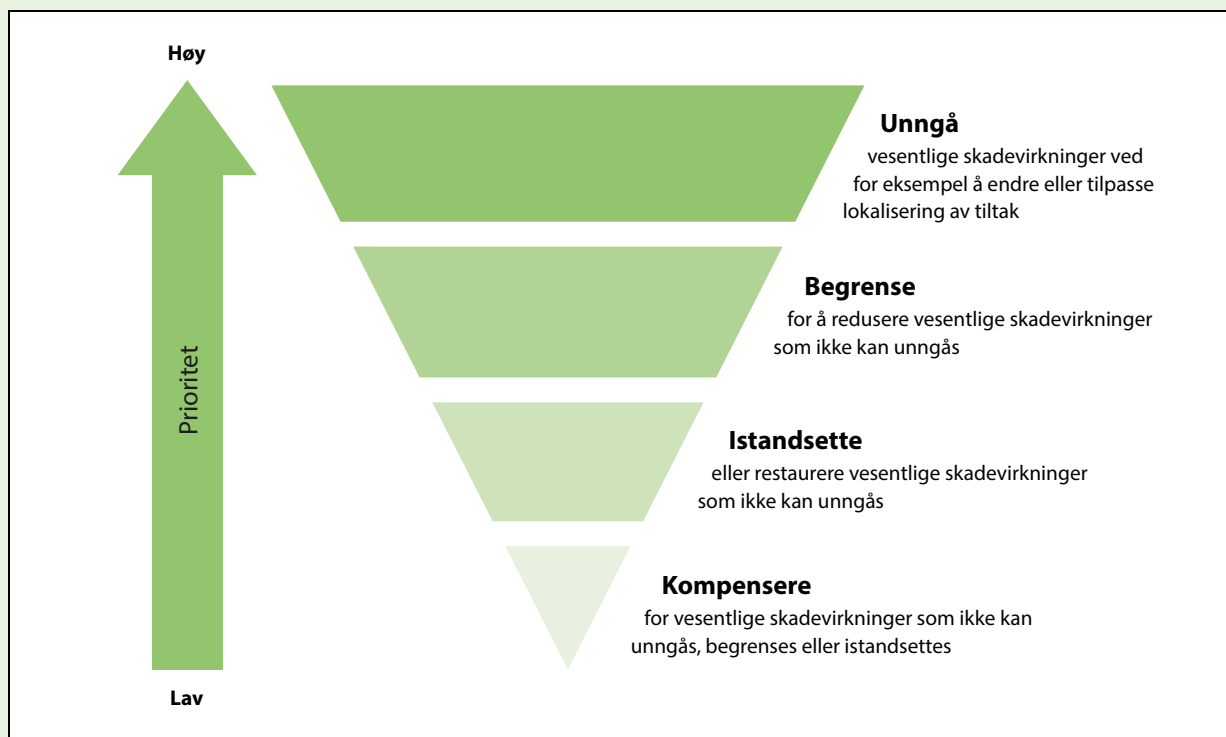 Høy
Prioritet
Lav
Unngå
vesentlige skadevirkninger ved
for eksempel å endre eller tilpasse
lokalisering av tiltak
Begrense
for å redusere vesentlige skadevirkninger
som ikke kan unngås
Istandsette
eller restaurere vesentlige skadevirkninger
som ikke kan unngås
Kompensere
for vesentlige skadevirkninger som ikke kan
unngås, begrenses eller istandsettes